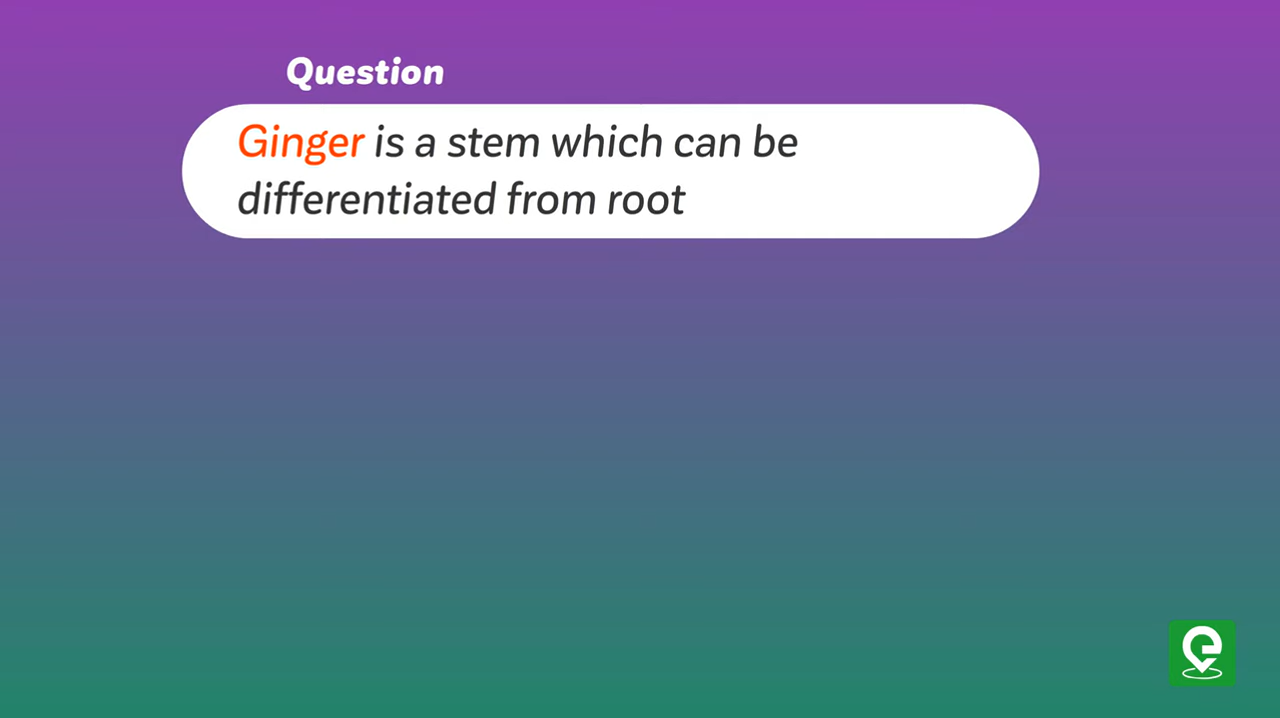 Question
Ginger is a stem which can be
differentiated from root